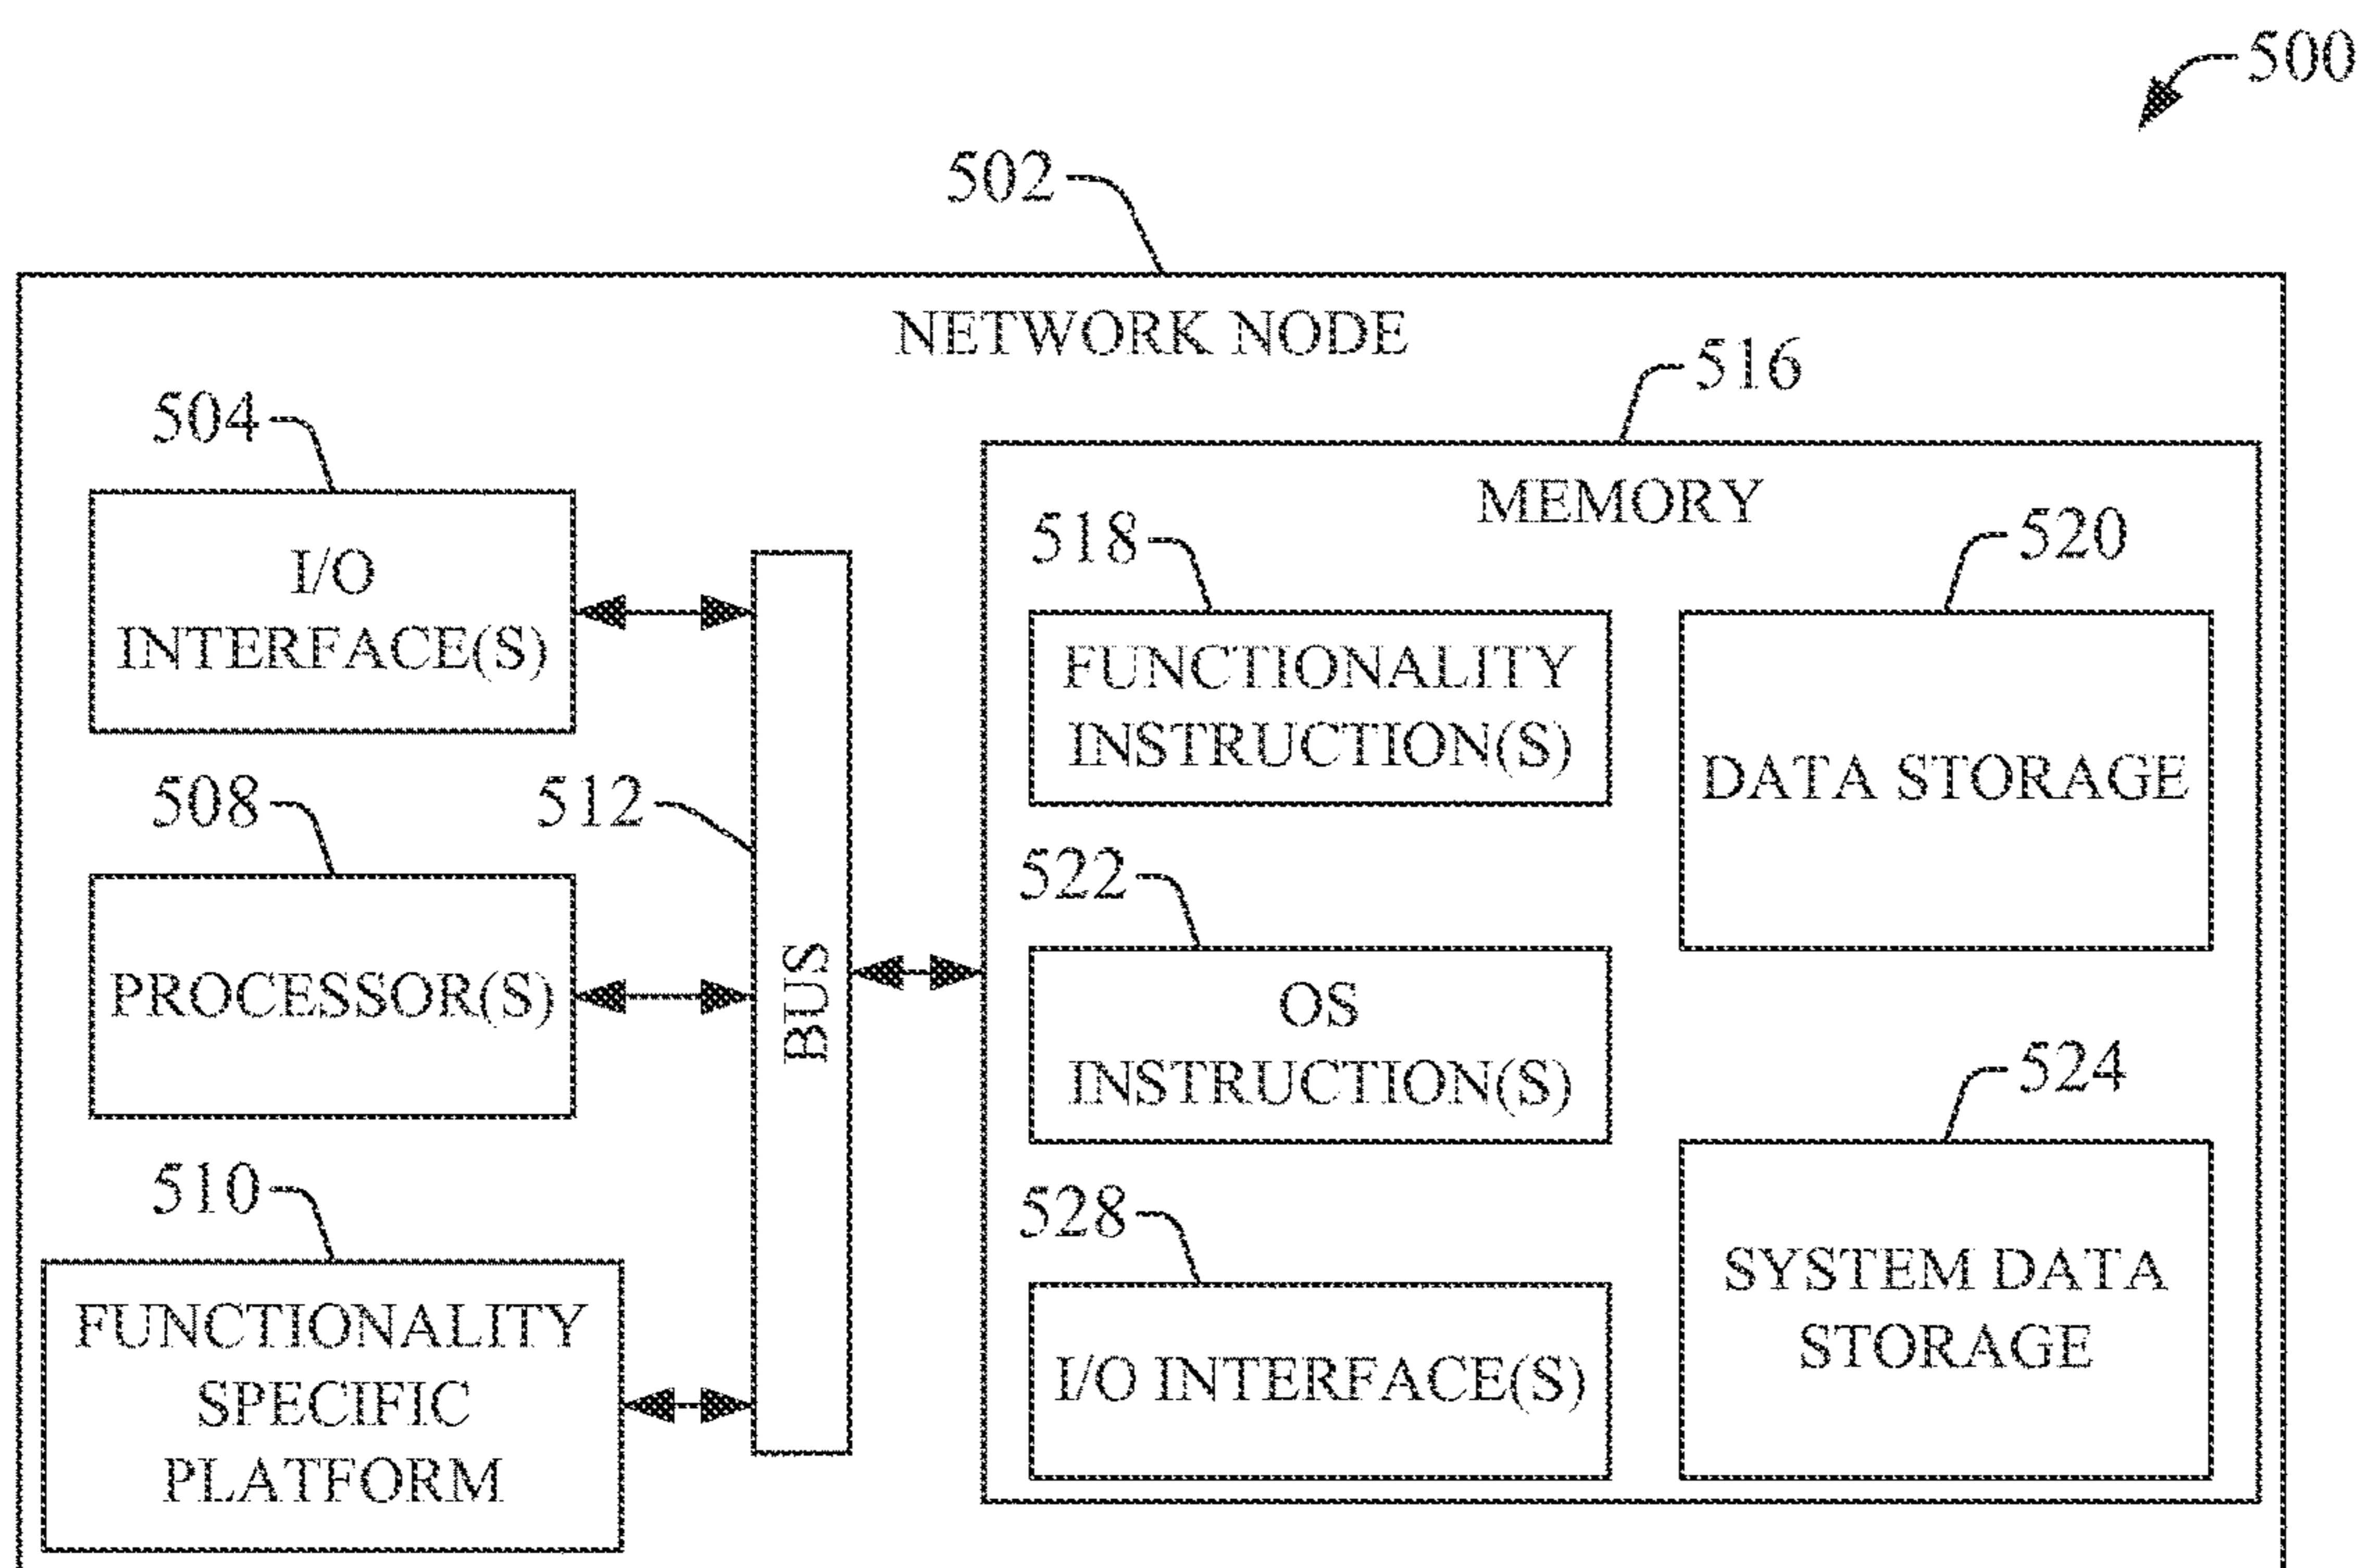 500
502
NETWORK NODE
516
504
MEMORY
518
520
I/O
INTERFACE(S)
FUNCTIONALITY
INSTRUCTION(S)
DATA STORAGE
508
512
522
PROCESSOR(S)
BUS
OS
INSTRUCTION(S)
524
510
528
SYSTEM DATA
STORAGE
FUNCTIONALITY
SPECIFIC
PLATFORM
I/O INTERFACE(S)